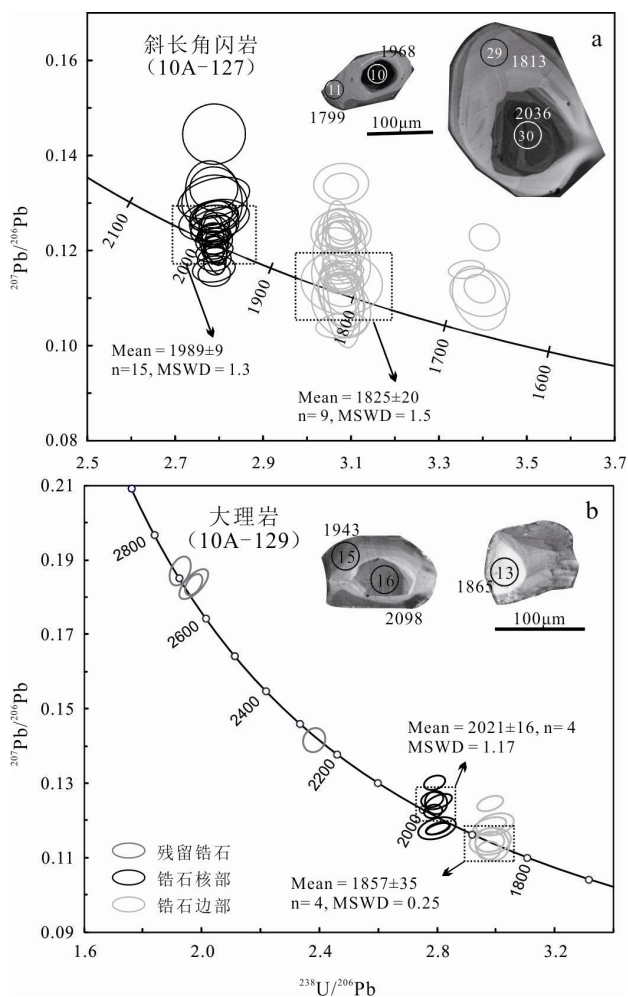 a
斜长角闪岩
(10A-127)
1968
10
11
1799
100μm
29
1813
2036
30
0.16
0.14
0.12
0.10
0.08
²⁰⁷Pb/²⁰⁶Pb
2100
2000
1900
1800
1700
1600
Mean = 1989±9
n=15, MSWD = 1.3
Mean = 1825±20
n= 9, MSWD = 1.5
2.5 2.7 2.9 3.1 3.3 3.5 3.7
b
大理岩
(10A-129)
1943
15
16
2098
13
1865
100μm
0.21
0.19
0.17
0.15
0.13
0.11
0.09
²⁰⁷Pb/²⁰⁶Pb
2800
2600
2400
2200
2000
1800
Mean = 2021±16, n= 4
MSWD = 1.17
Mean = 1857±35
n= 4, MSWD = 0.25
残留锆石
锆石核部
锆石边部
1.6 2.0 2.4 2.8 3.2
²³⁸U/²⁰⁶Pb